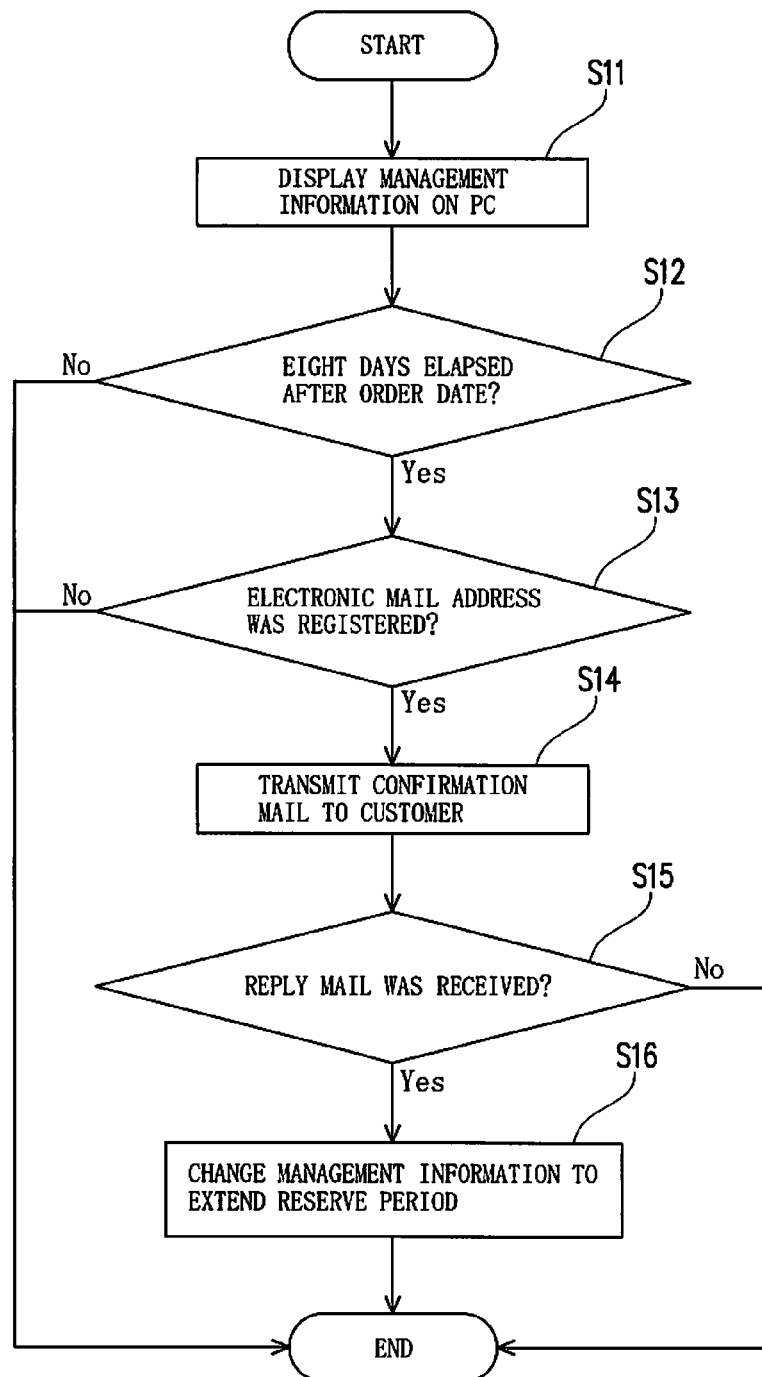 START
S11
DISPLAY MANAGEMENT
INFORMATION ON PC
S12
No
EIGHT DAYS ELAPSED
AFTER ORDER DATE?
Yes
S13
No
ELECTRONIC MAIL ADDRESS
WAS REGISTERED?
Yes
S14
TRANSMIT CONFIRMATION
MAIL TO CUSTOMER
S15
REPLY MAIL WAS RECEIVED?
No
Yes
S16
CHANGE MANAGEMENT INFORMATION TO
EXTEND RESERVE PERIOD
END